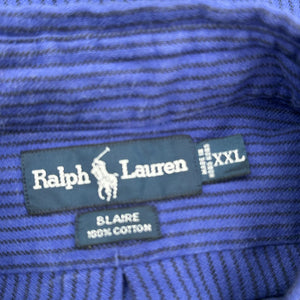 Ralph Lauren
XXL
BLAIRE
100% COTTON